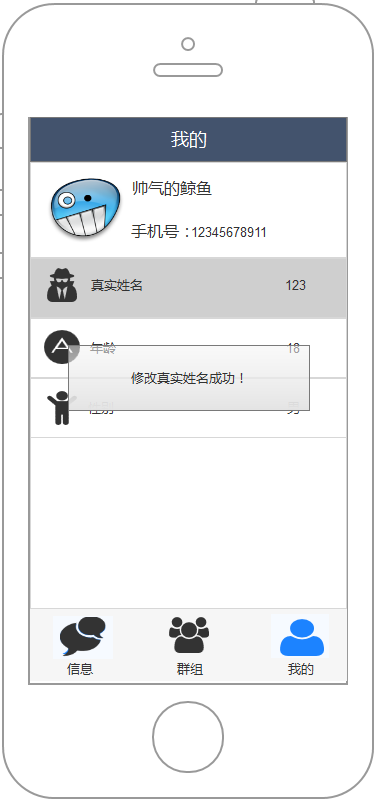 我的
帅气的鲸鱼
手机号：12345678911
真实姓名 123
年龄 18
修改真实姓名成功！
性别 男
信息 群组 我的